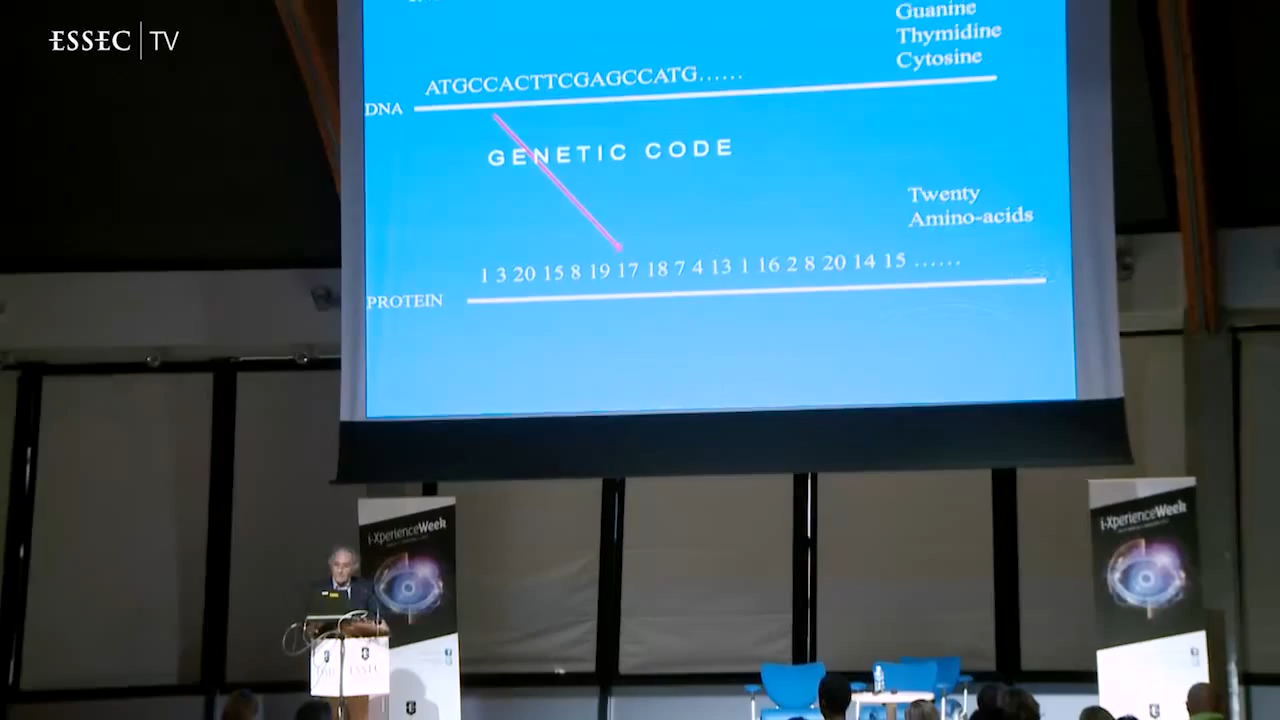 ESSEC TV
Guanine
Thymidine
Cytosine
ATGCCACTTCGAGCCATG......
DNA
GENETIC CODE
Twenty
Amino-acids
1 3 20 15 8 19 17 18 7 4 13 1 16 2 8 20 14 15 ......
PROTEIN
i-XperienceWeek
i-XperienceWeek
ESSEC